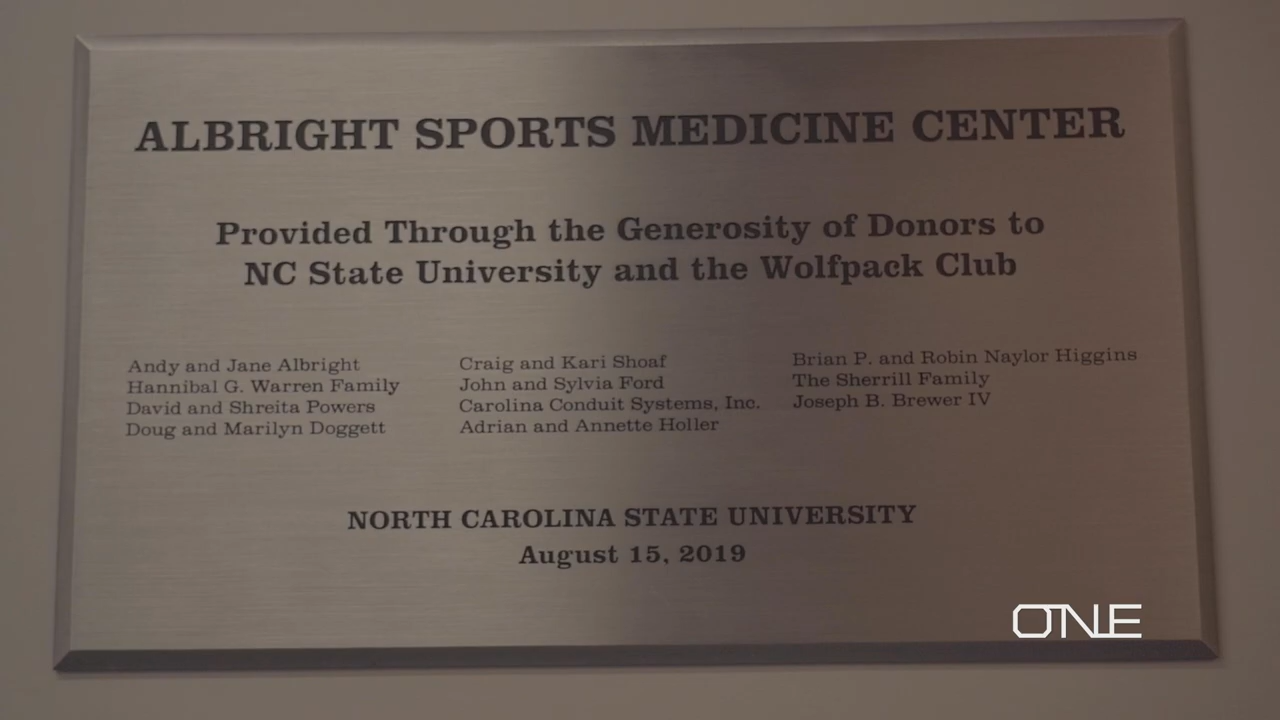 ALBRIGHT SPORTS MEDICINE CENTER
Provided Through the Generosity of Donors to
NC State University and the Wolfpack Club
Andy and Jane Albright
Hannibal G. Warren Family
David and Shreita Powers
Doug and Marilyn Doggett
Craig and Kari Shoaf
John and Sylvia Ford
Carolina Conduit Systems, Inc.
Adrian and Annette Holler
Brian P. and Robin Naylor Higgins
The Sherrill Family
Joseph B. Brewer IV
NORTH CAROLINA STATE UNIVERSITY
August 15, 2019
ONE